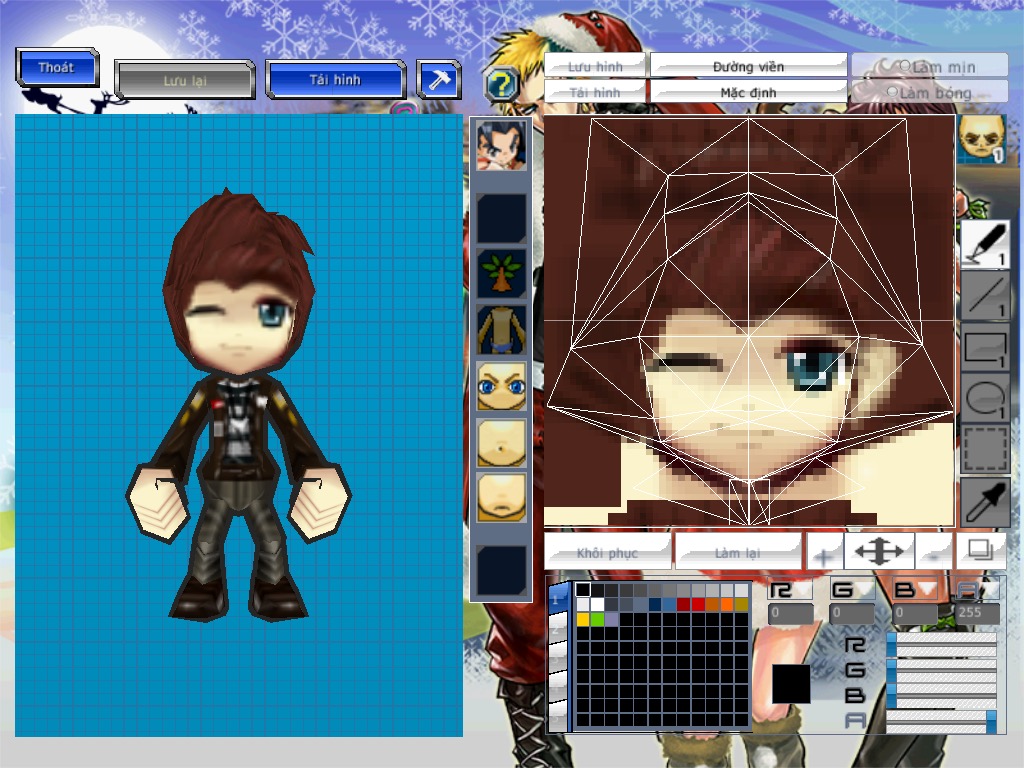 Thoát
Lưu lại
Tải hình
?
Lưu hình
Đường viền
Làm mịn
Tải hình
Mặc định
Làm bóng
1
1
1
1
1
Khôi phục
Làm lại
+
-
1
R
G
B
A
0
0
0
255
R
G
B
A